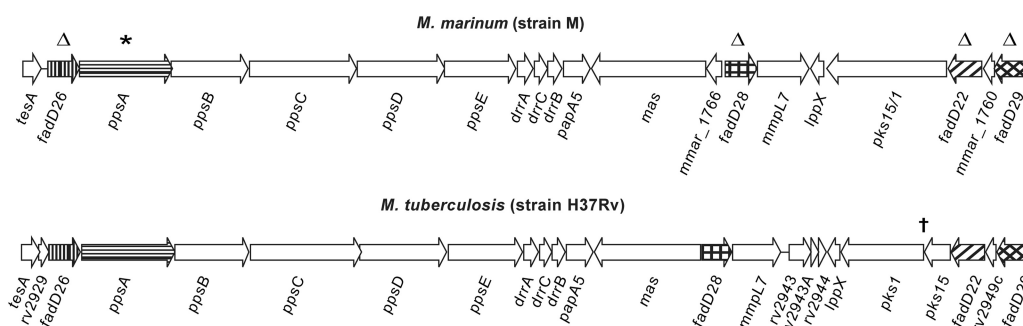 M. marinum (strain M)
Δ * Δ Δ Δ
tesA fadD26 ppsA ppsB ppsC ppsD ppsE drrA drrC drrB papA5 mas mmar_1766 fadD28 mmpL7 lppX pks15/1 fadD22 mmar_1760 fadD29
M. tuberculosis (strain H37Rv)
†
tesA rv2929 fadD26 ppsA ppsB ppsC ppsD ppsE drrA drrC drrB papA5 mas fadD28 mmpL7 rv2943 rv2943A rv2944 lppX pks1 pks15 fadD22 rv2949c